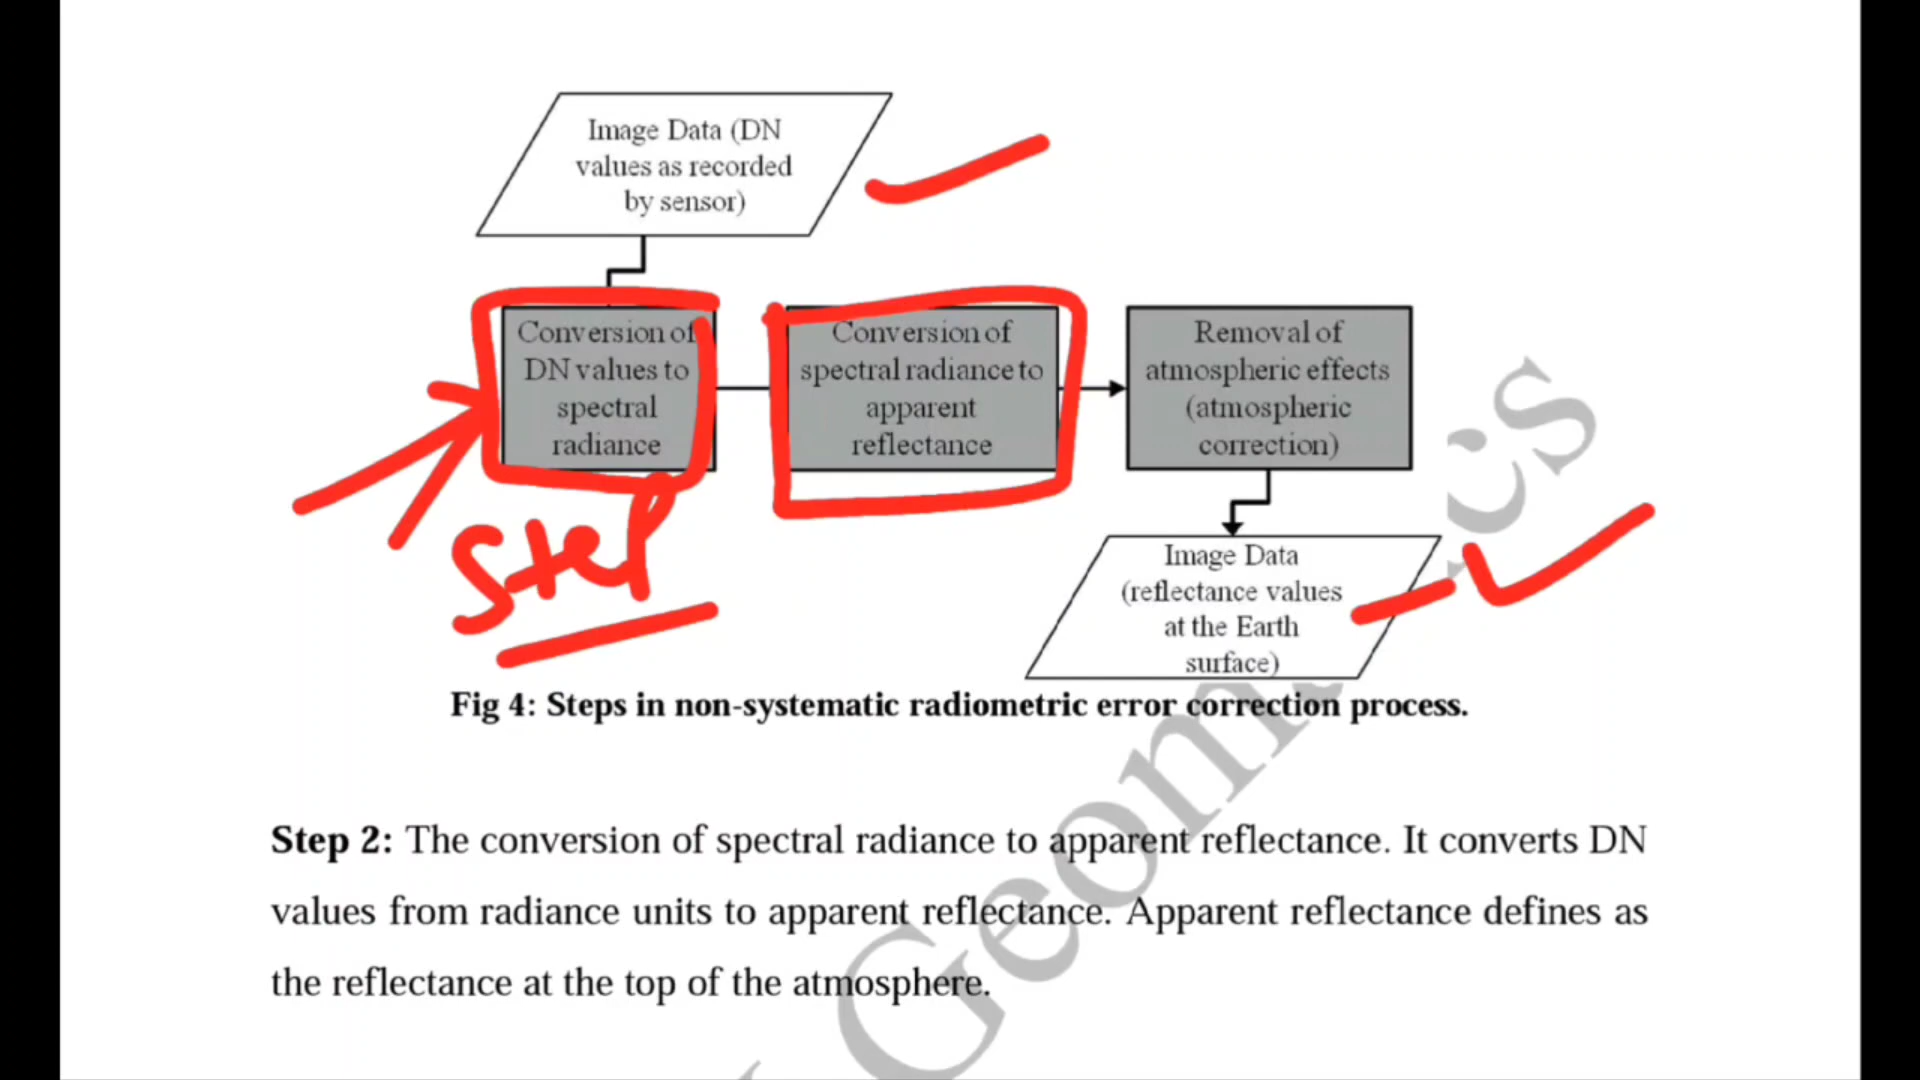 Image Data (DN
values as recorded
by sensor)
Conversion of
DN values to
spectral
radiance
Conversion of
spectral radiance to
apparent
reflectance
Removal of
atmospheric effects
(atmospheric
correction)
Step
Image Data
(reflectance values
at the Earth
surface)
Fig 4: Steps in non-systematic radiometric error correction process.
Step 2: The conversion of spectral radiance to apparent reflectance. It converts DN
values from radiance units to apparent reflectance. Apparent reflectance defines as
the reflectance at the top of the atmosphere.